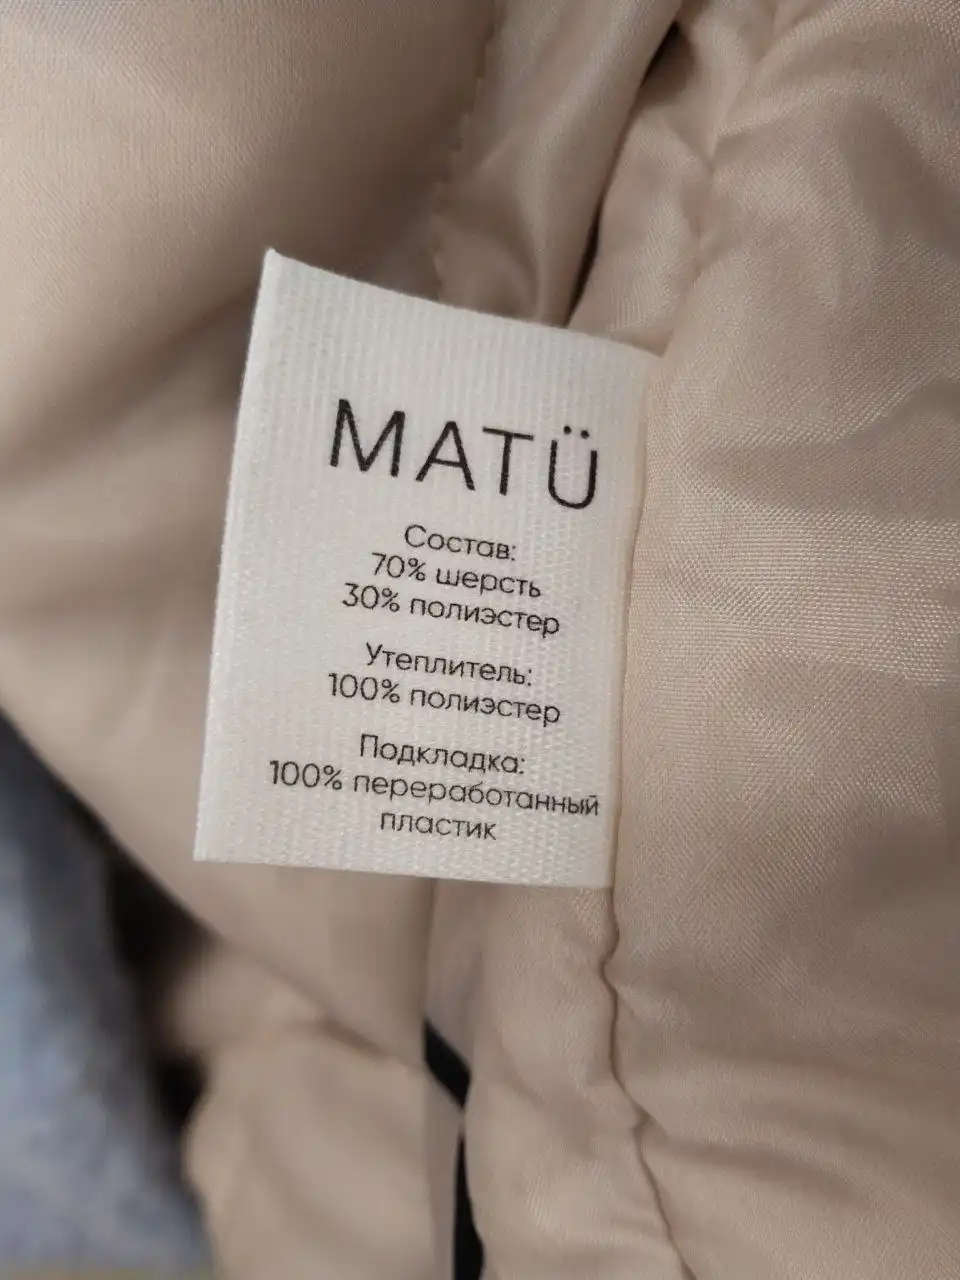 MATÜ
Состав:
70% шерсть
30% полиэстер
Утеплитель:
100% полиэстер
Подкладка:
100% переработанный
пластик